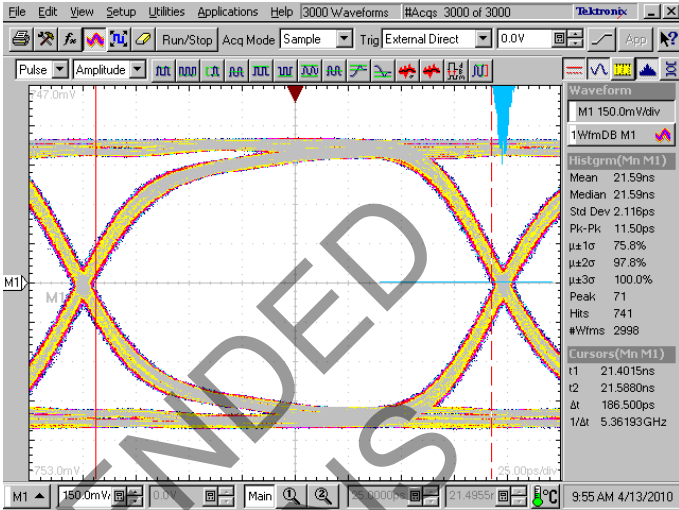 File Edit View Setup Utilities Applications Help 3000 Waveforms #Acqs 3000 of 3000 Tektronix
Run/Stop Acq Mode Sample Trig External Direct 0.0V App
Pulse Amplitude
747.0mV
Waveform
M1 150.0mV/div
1WfmDB M1
Histgrm(Mn M1)
Mean 21.59ns
Median 21.59ns
Std Dev 2.116ps
Pk-Pk 11.50ps
µ±1σ 75.8%
µ±2σ 97.8%
µ±3σ 100.0%
Peak 71
Hits 741
#Wfms 2998
M1
M1
Cursors(Mn M1)
t1 21.4015ns
t2 21.5880ns
Δt 186.500ps
1/Δt 5.36193GHz
ENDED
753.0mV 25.00ps/div
M1 150.0mV/ 0.0V Main 1 2 25.0000ps 21.4955r °C 9:55 AM 4/13/2010